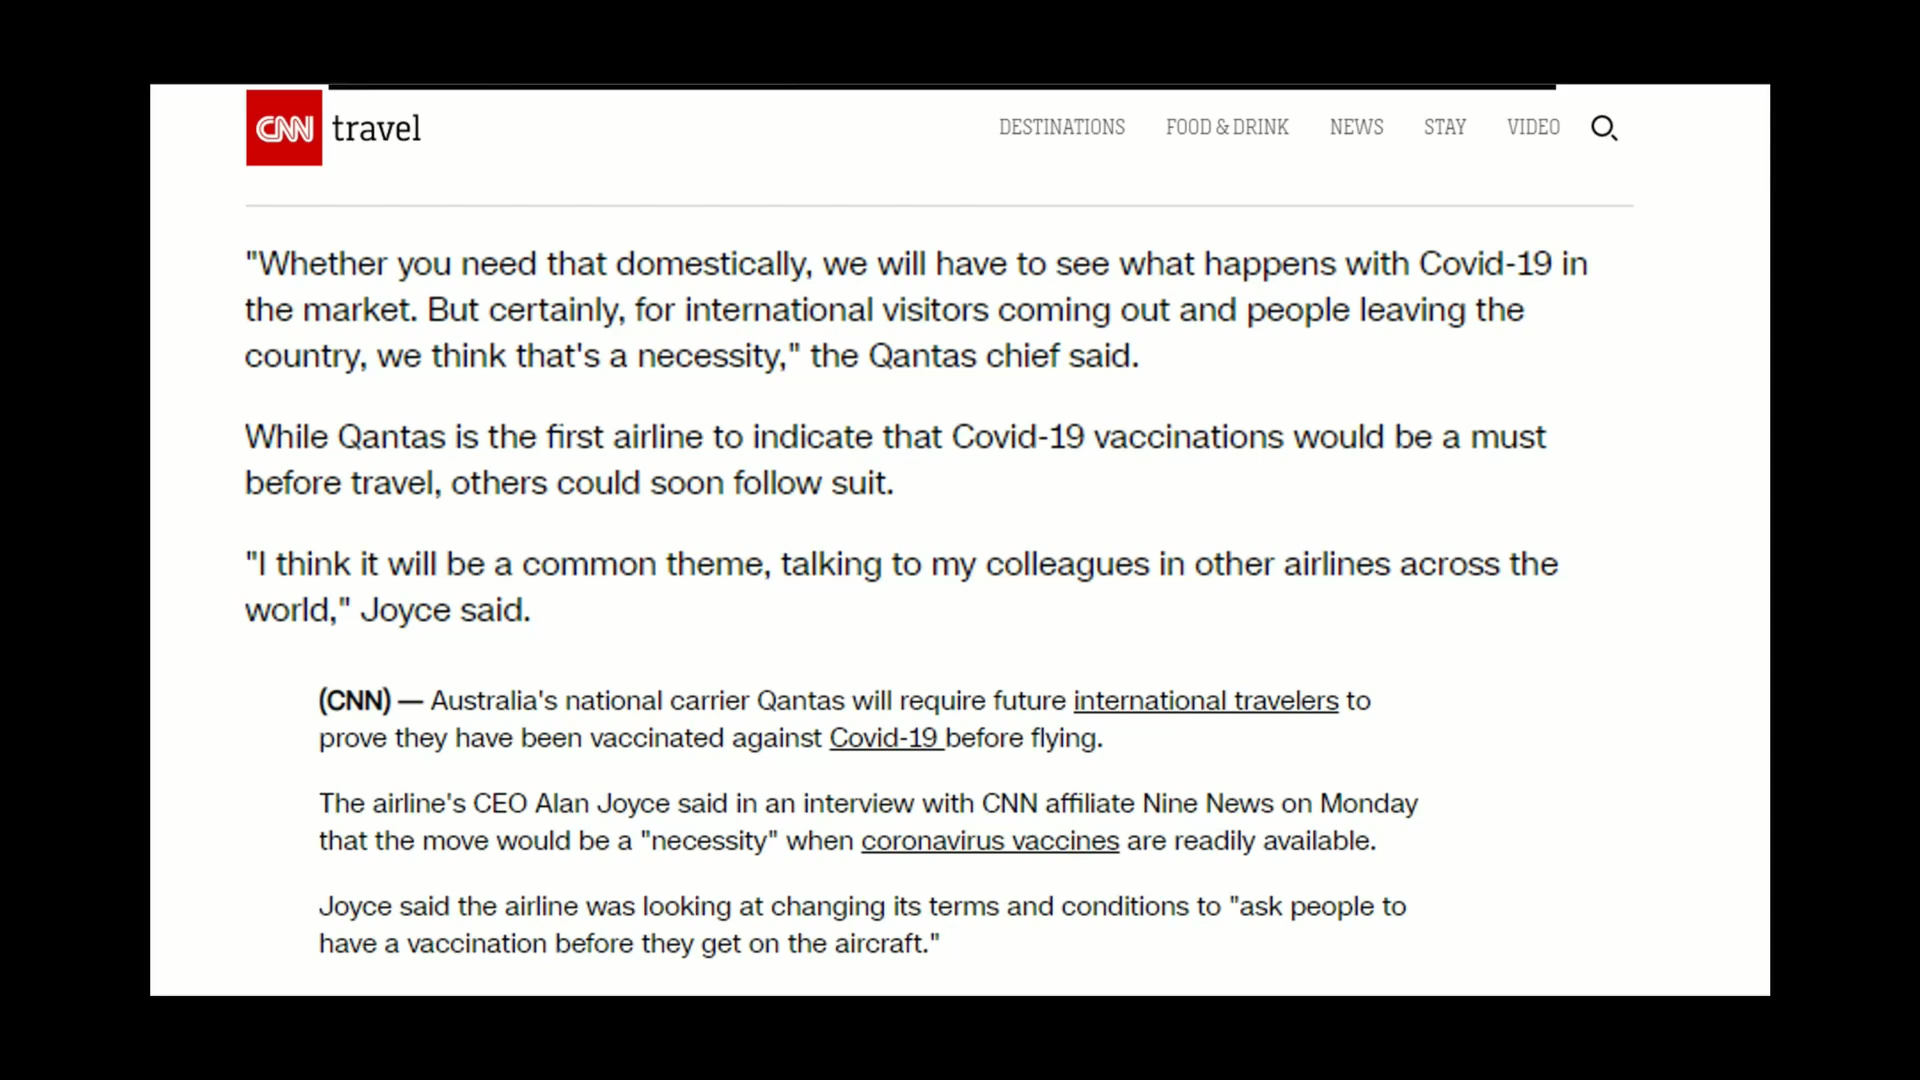 CNN travel DESTINATIONS FOOD & DRINK NEWS STAY VIDEO
"Whether you need that domestically, we will have to see what happens with Covid-19 in
the market. But certainly, for international visitors coming out and people leaving the
country, we think that's a necessity," the Qantas chief said.
While Qantas is the first airline to indicate that Covid-19 vaccinations would be a must
before travel, others could soon follow suit.
"I think it will be a common theme, talking to my colleagues in other airlines across the
world," Joyce said.
(CNN) — Australia's national carrier Qantas will require future international travelers to
prove they have been vaccinated against Covid-19 before flying.
The airline's CEO Alan Joyce said in an interview with CNN affiliate Nine News on Monday
that the move would be a "necessity" when coronavirus vaccines are readily available.
Joyce said the airline was looking at changing its terms and conditions to "ask people to
have a vaccination before they get on the aircraft."